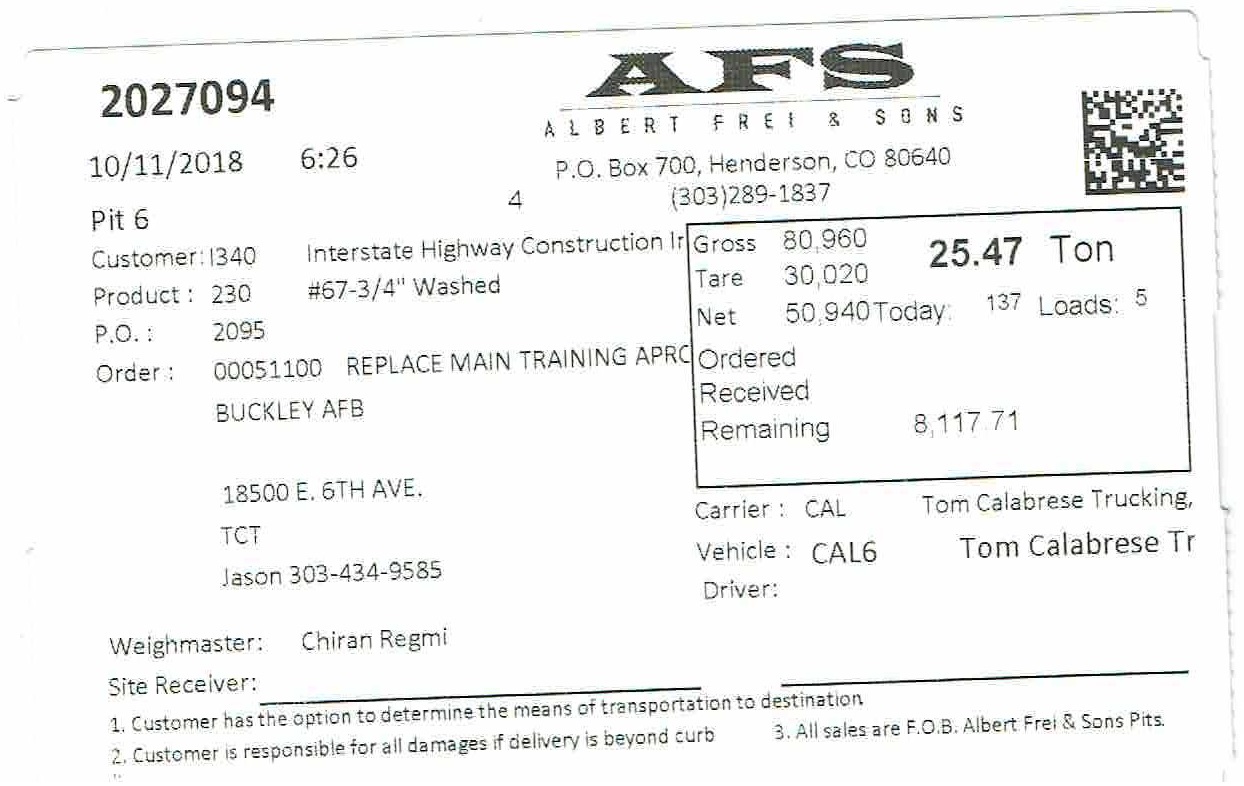 2027094
AFS
ALBERT FREI & SONS
10/11/2018 6:26
P.O. Box 700, Henderson, CO 80640
4
(303)289-1837
Pit 6
Customer: I340 Interstate Highway Construction Ir
Product : 230 #67-3/4" Washed
P.O. : 2095
Order : 00051100 REPLACE MAIN TRAINING APRO
BUCKLEY AFB
18500 E. 6TH AVE.
TCT
Jason 303-434-9585
Gross 80,960 25.47 Ton
Tare 30,020
Net 50,940 Today: 137 Loads: 5
Ordered
Received
Remaining 8,117.71
Carrier : CAL Tom Calabrese Trucking,
Vehicle : CAL6 Tom Calabrese Tr
Driver:
Weighmaster: Chiran Regmi
Site Receiver:
1. Customer has the option to determine the means of transportation to destination
2. Customer is responsible for all damages if delivery is beyond curb 3. All sales are F.O.B. Albert Frei & Sons Pits.